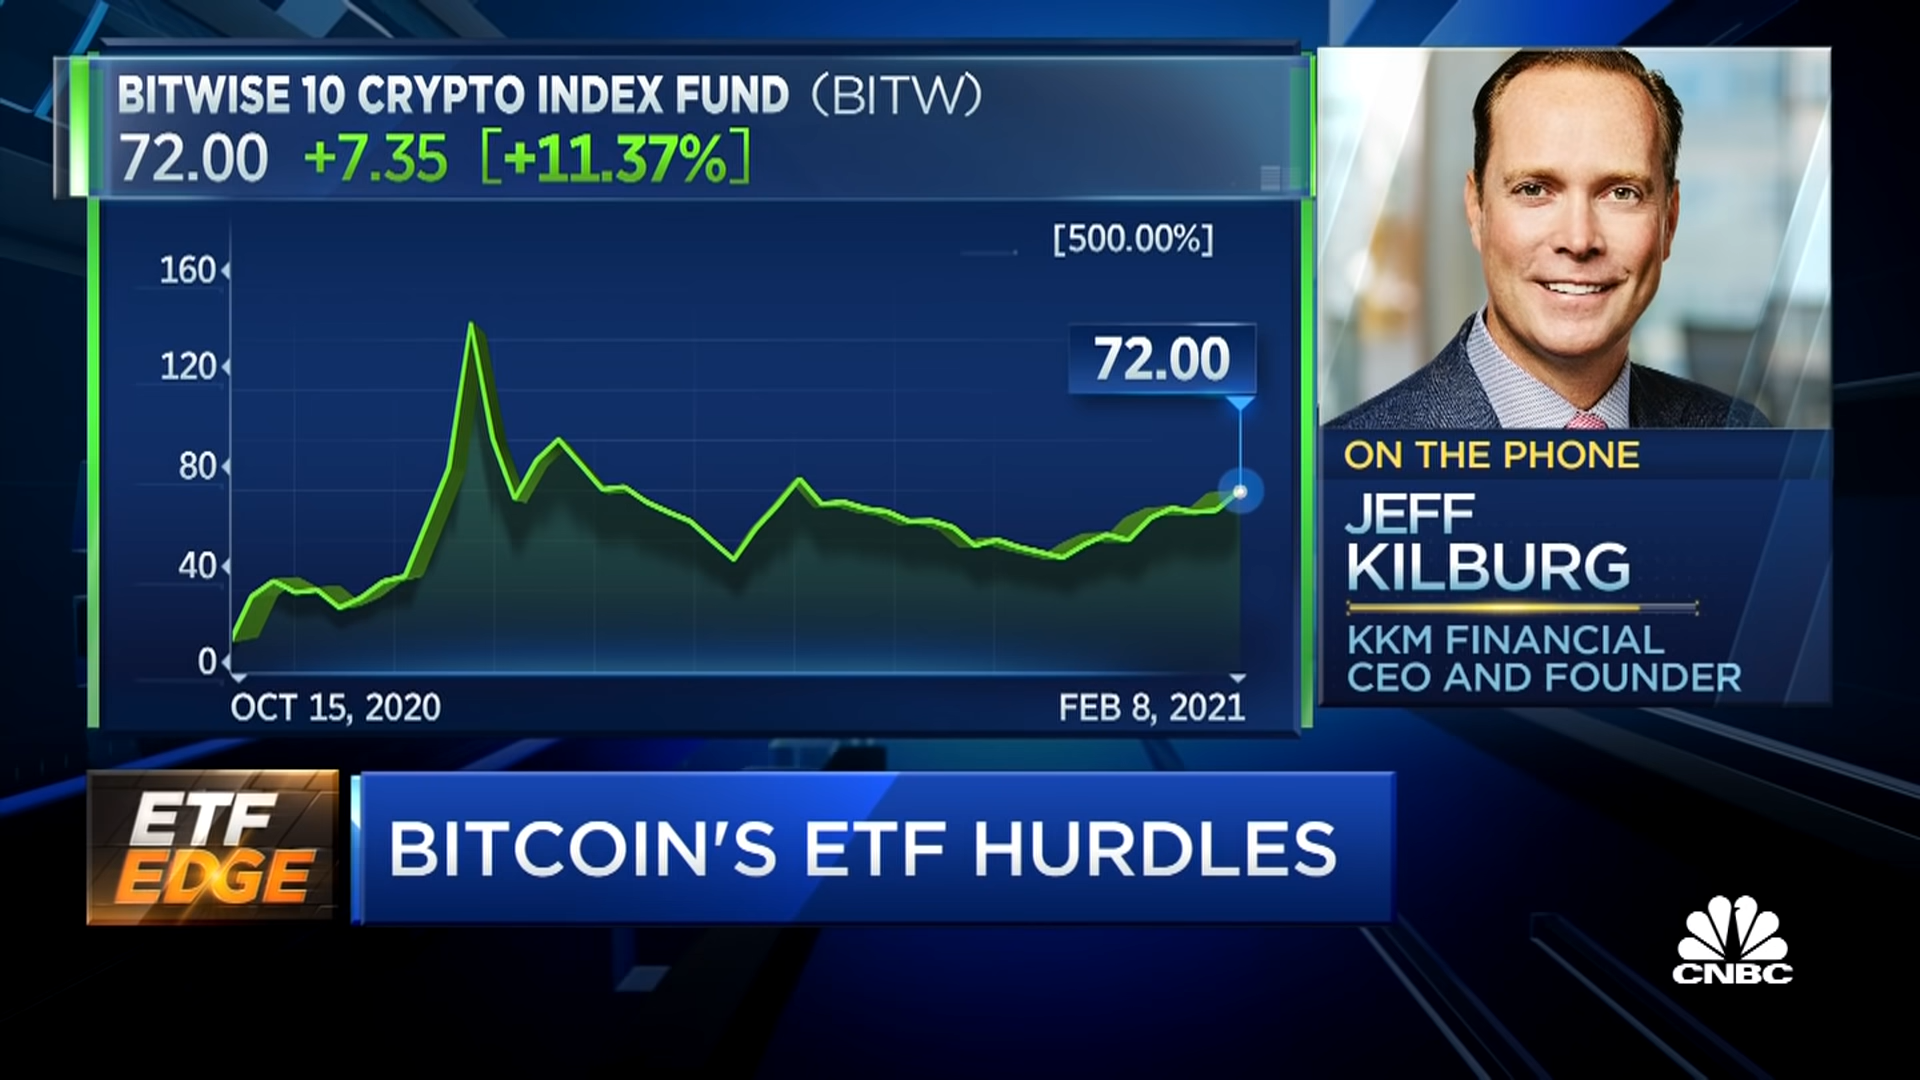 BITWISE 10 CRYPTO INDEX FUND (BITW)
72.00 +7.35 [+11.37%]
[500.00%]
160
120
80
40
0
72.00
OCT 15, 2020
FEB 8, 2021
ON THE PHONE
JEFF
KILBURG
KKM FINANCIAL
CEO AND FOUNDER
ETF
EDGE
BITCOIN'S ETF HURDLES
CNBC